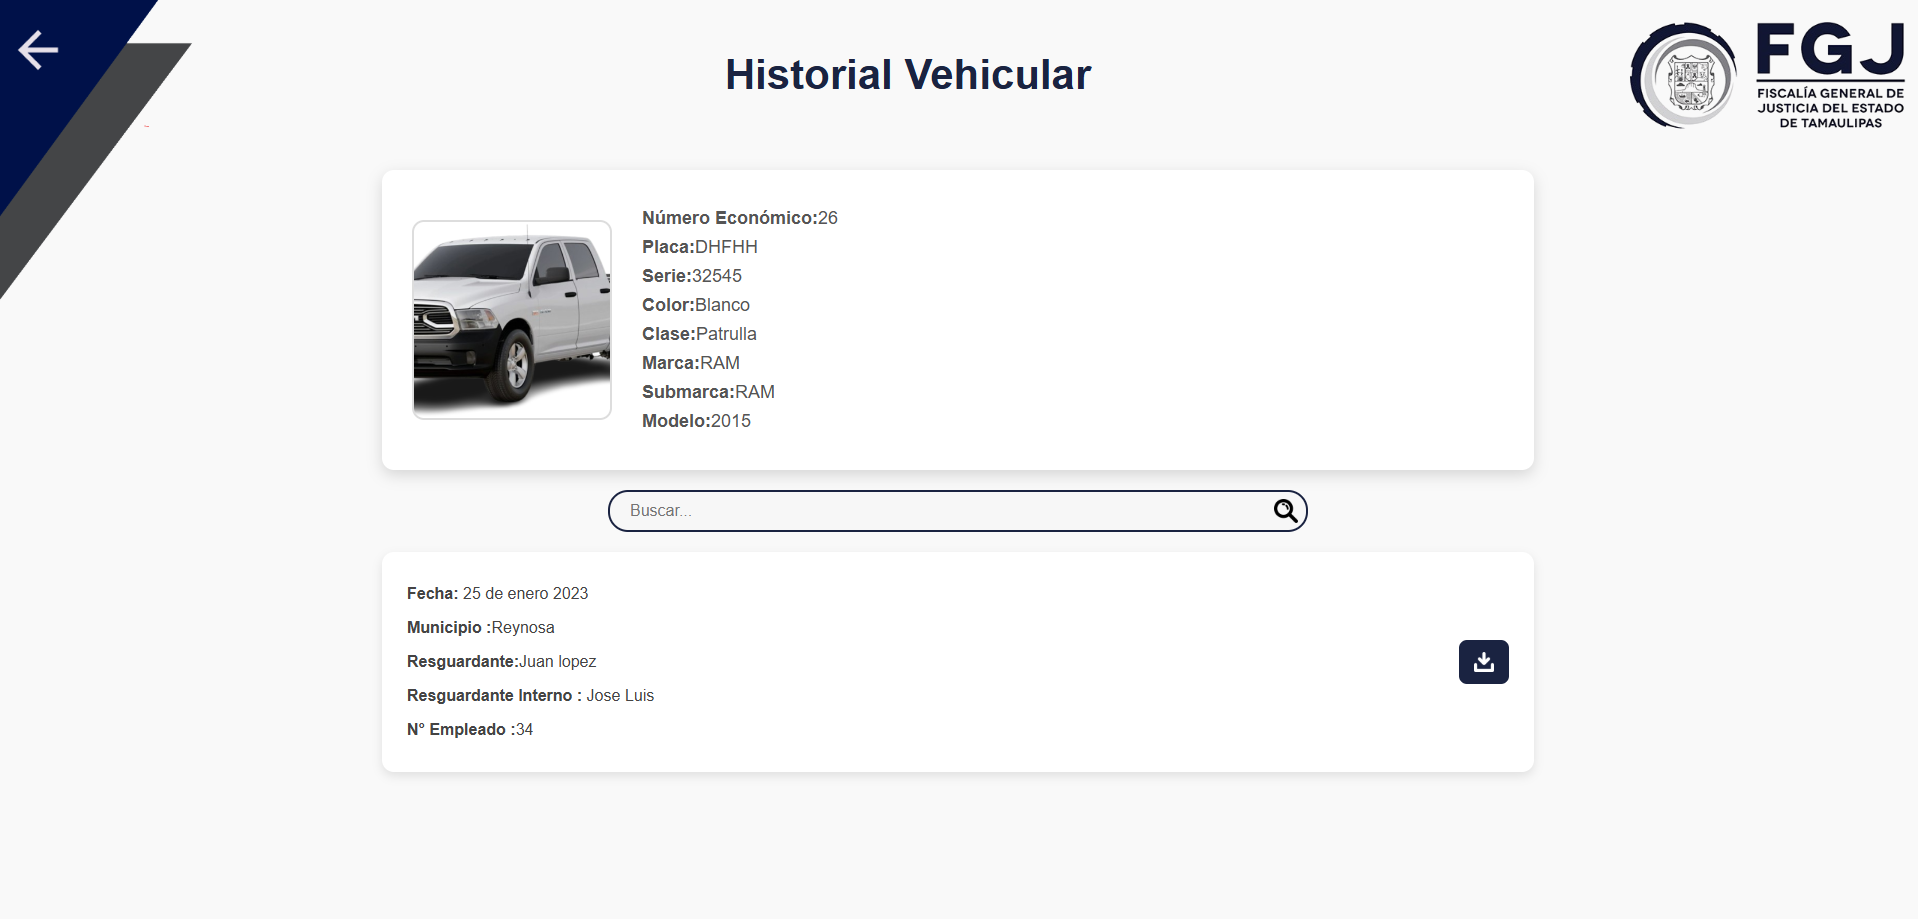 Historial Vehicular
FGJ
FISCALÍA GENERAL DE
JUSTICIA DEL ESTADO
DE TAMAULIPAS
Número Económico:26
Placa:DHFHH
Serie:32545
Color:Blanco
Clase:Patrulla
Marca:RAM
Submarca:RAM
Modelo:2015
Buscar...
Fecha: 25 de enero 2023
Municipio :Reynosa
Resguardante:Juan lopez
Resguardante Interno : Jose Luis
N° Empleado :34